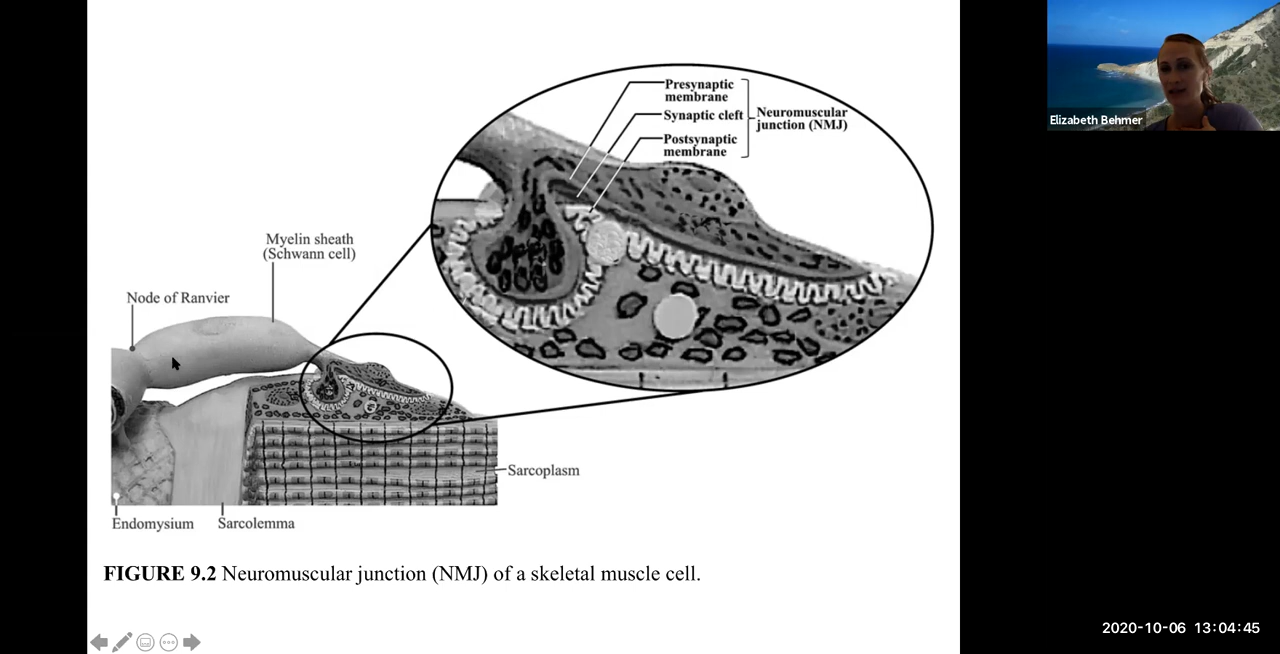 Presynaptic
membrane
Synaptic cleft
Postsynaptic
membrane
Neuromuscular
junction (NMJ)
Elizabeth Behmer
Myelin sheath
(Schwann cell)
Node of Ranvier
Sarcoplasm
Endomysium
Sarcolemma
FIGURE 9.2 Neuromuscular junction (NMJ) of a skeletal muscle cell.
2020-10-06 13:04:45